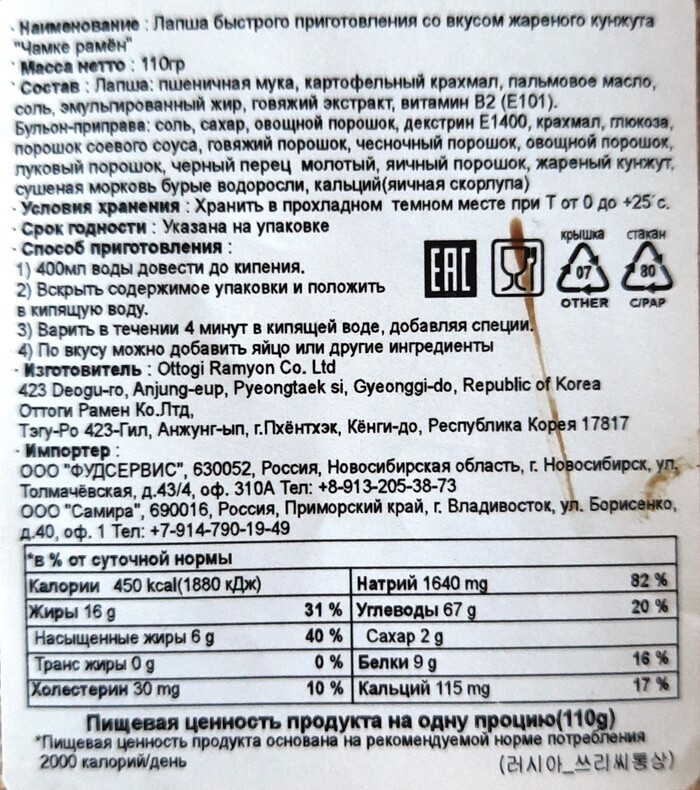 · Наименование : Лапша быстрого приготовления со вкусом жареного кунжута
"Чамке рамён"
· Масса нетто : 110гр
· Состав : Лапша: пшеничная мука, картофельный крахмал, пальмовое масло,
соль, эмульгированный жир, говяжий экстракт, витамин В2 (Е101).
Бульон-приправа: соль, сахар, овощной порошок, декстрин Е1400, крахмал, глюкоза,
порошок соевого соуса, говяжий порошок, чесночный порошок, овощной порошок,
луковый порошок, черный перец молотый, яичный порошок, жареный кунжут,
сушеная морковь бурые водоросли, кальций(яичная скорлупа)
· Условия хранения : Хранить в прохладном темном месте при Т от 0 до +25˚с.
· Срок годности : Указана на упаковке
· Способ приготовления :
1) 400мл воды довести до кипения.
2) Вскрыть содержимое упаковки и положить
в кипящую воду.
3) Варить в течении 4 минут в кипящей воде, добавляя специи.
4) По вкусу можно добавить яйцо или другие ингредиенты
EAC
крышка стакан
07 80
OTHER C/PAP
· Изготовитель : Ottogi Ramyon Co. Ltd
423 Deogu-ro, Anjung-eup, Pyeongtaek si, Gyeonggi-do, Republic of Korea
Оттоги Рамен Ко.Лтд,
Тэгу-Ро 423-Гил, Анжунг-ып, г.Пхёнтхэк, Кёнги-до, Республика Корея 17817
· Импортер :
ООО "ФУДСЕРВИС", 630052, Россия, Новосибирская область, г. Новосибирск, ул.
Толмачёвская, д.43/4, оф. 310А Тел: +8-913-205-38-73
ООО "Самира", 690016, Россия, Приморский край, г. Владивосток, ул. Борисенко,
д.40, оф. 1 Тел: +7-914-790-19-49
*в % от суточной нормы
Калории 450 kcal(1880 кДж) Натрий 1640 mg 82 %
Жиры 16 g 31 % Углеводы 67 g 20 %
Насыщенные жиры 6 g 40 % Сахар 2 g
Транс жиры 0 g 0 % Белки 9 g 16 %
Холестерин 30 mg 10 % Кальций 115 mg 17 %
Пищевая ценность продукта на одну процию(110g)
*Пищевая ценность продукта основана на рекомендуемой норме потребления
2000 калорий/день
(러시아_쓰리씨통상)